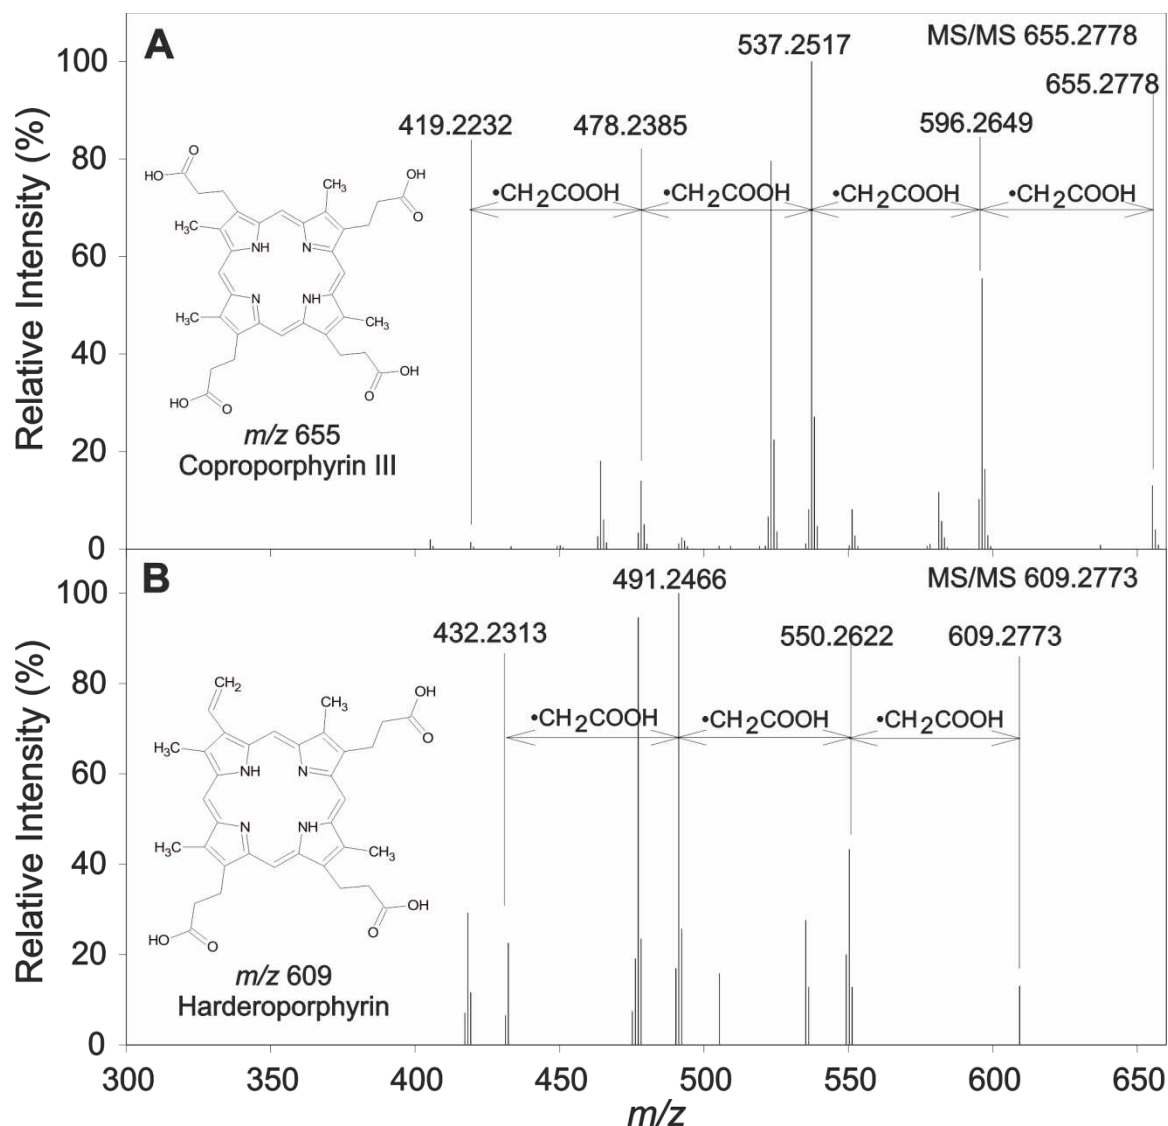 A
MS/MS 655.2778
537.2517
655.2778
419.2232
478.2385
596.2649
•CH2COOH
•CH2COOH
•CH2COOH
•CH2COOH
O
HO
CH3
OH
O
H3C
NH
N
N
NH
H3C
CH3
HO
O
O
OH
m/z 655
Coproporphyrin III
Relative Intensity (%)
100
80
60
40
20
0
B
MS/MS 609.2773
491.2466
432.2313
550.2622
609.2773
•CH2COOH
•CH2COOH
•CH2COOH
CH2
CH3
OH
O
H3C
NH
N
N
NH
H3C
CH3
HO
O
O
OH
m/z 609
Harderoporphyrin
Relative Intensity (%)
100
80
60
40
20
0
300
350
400
450
500
550
600
650
m/z